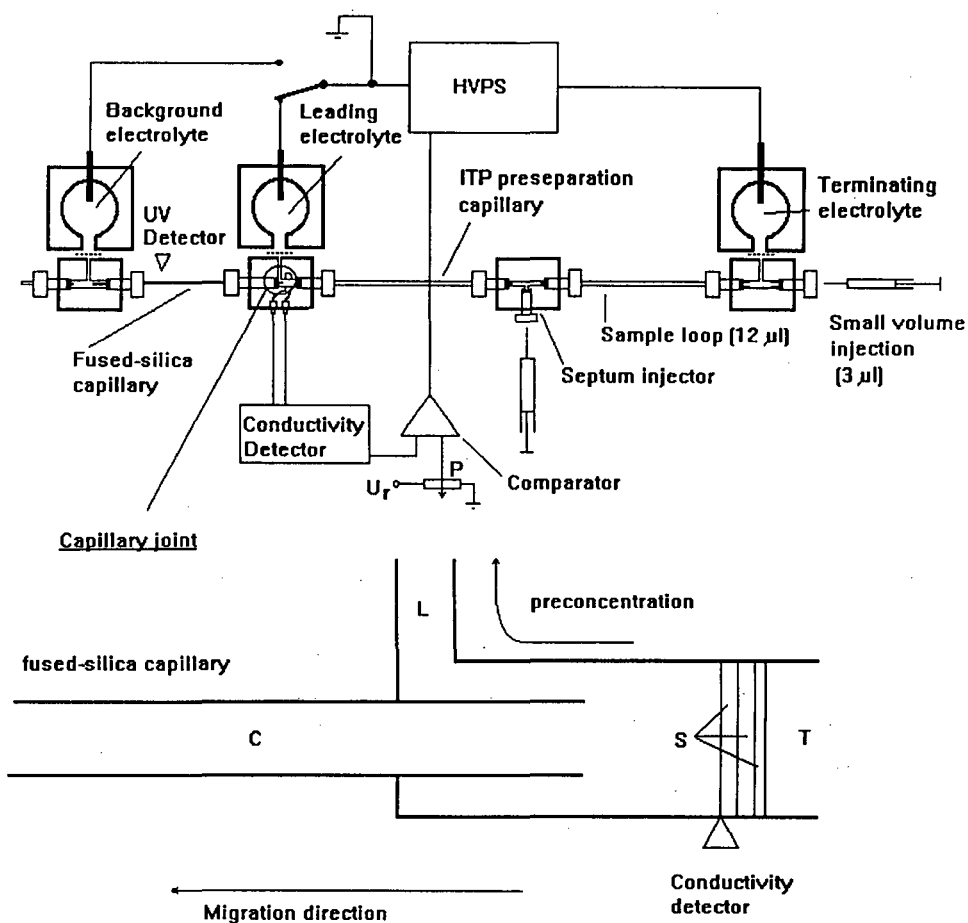 HVPS
Background
electrolyte
Leading
electrolyte
UV
Detector
ITP preseparation
capillary
Terminating
electrolyte
Fused-silica
capillary
Sample loop (12 µl)
Small volume
injection
(3 µl)
Septum injector
Conductivity
Detector
P
Ur
Comparator
Capillary joint
L
preconcentration
fused-silica capillary
C
S
T
Conductivity
detector
Migration direction